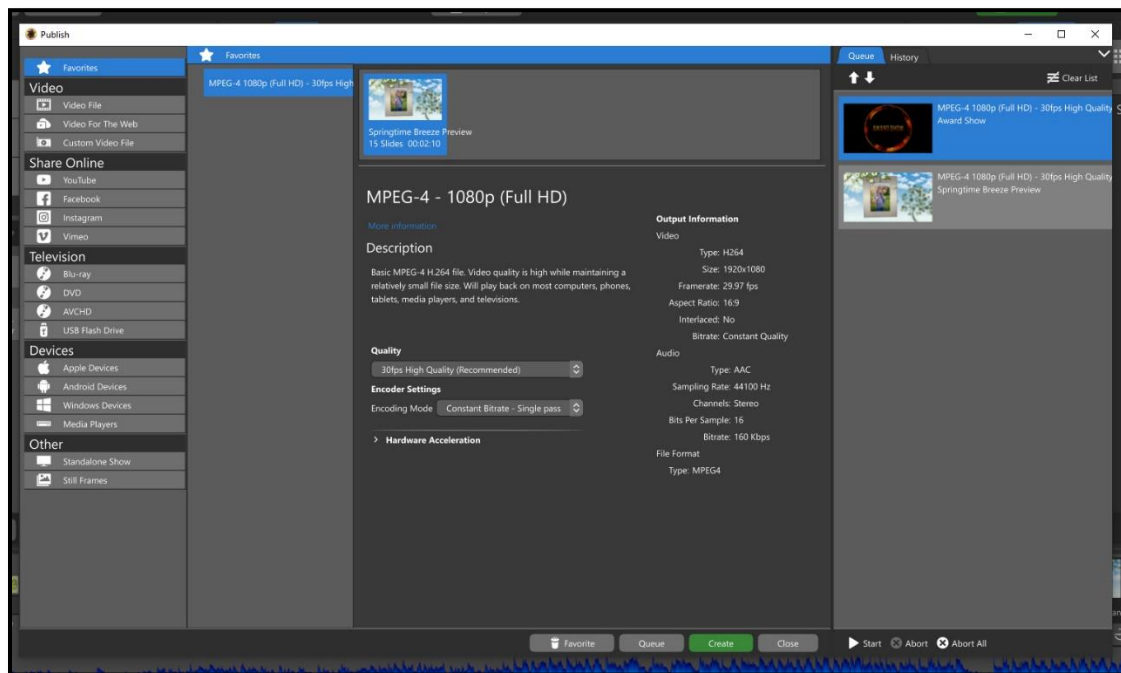 Publish
Favorites
Video
Video File
Video For The Web
Custom Video File
Share Online
YouTube
Facebook
Instagram
Vimeo
Television
Blu-ray
DVD
AVCHD
USB Flash Drive
Devices
Apple Devices
Android Devices
Windows Devices
Media Players
Other
Standalone Show
Still Frames
Favorites
MPEG-4 1080p (Full HD) - 30fps High
Springtime Breeze Preview
15 Slides 00:02:10
MPEG-4 - 1080p (Full HD)
More information
Description
Basic MPEG-4 H.264 file. Video quality is high while maintaining a
relatively small file size. Will play back on most computers, phones,
tablets, media players, and televisions.
Quality
30fps High Quality (Recommended)
Encoder Settings
Encoding Mode Constant Bitrate - Single pass
Hardware Acceleration
Output Information
Video
Type: H264
Size: 1920x1080
Framerate: 29.97 fps
Aspect Ratio: 16:9
Interlaced: No
Bitrate: Constant Quality
Audio
Type: AAC
Sampling Rate: 44100 Hz
Channels: Stereo
Bits Per Sample: 16
Bitrate: 160 Kbps
File Format
Type: MPEG4
Favorite Queue Create Close
Queue History
Clear List
MPEG-4 1080p (Full HD) - 30fps High Quality
Award Show
AWARD SHOW
MPEG-4 1080p (Full HD) - 30fps High Quality
Springtime Breeze Preview
Start Abort Abort All